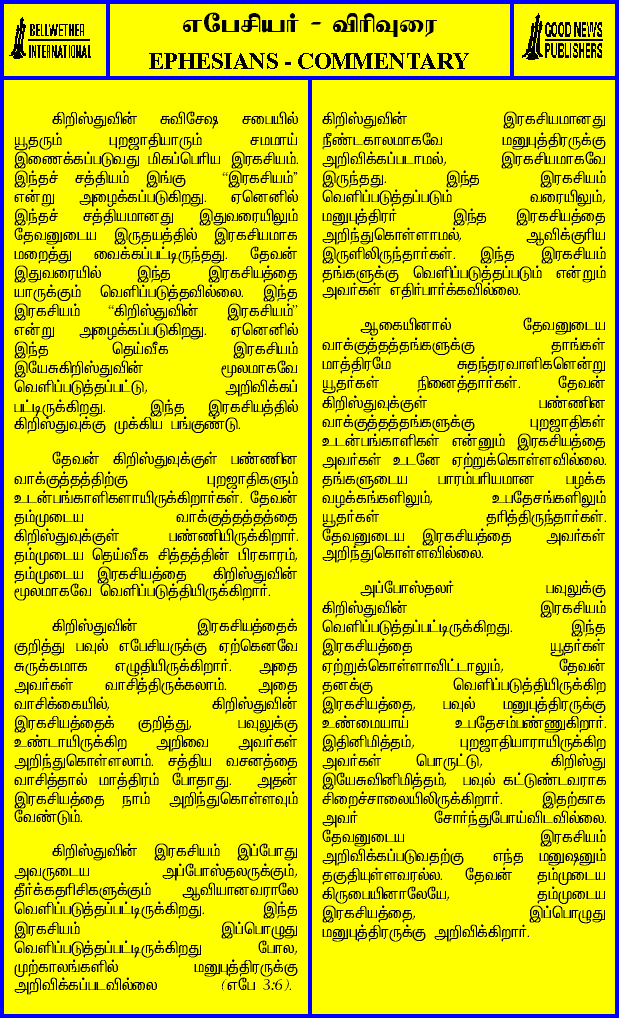 BELLWETHER
INTERNATIONAL
எபேசியர் - விரிவுரை
EPHESIANS - COMMENTARY
GOOD NEWS
PUBLISHERS
கிறிஸ்துவின் சுவிசேஷ சபையில்
யூதரும் புறஜாதியாரும் சமமாய்
இணைக்கப்படுவது மிகப்பெரிய இரகசியம்.
இந்தச் சத்தியம் இங்கு “இரகசியம்”
என்று அழைக்கப்படுகிறது. ஏனெனில்
இந்தச் சத்தியமானது இதுவரையிலும்
தேவனுடைய இருதயத்தில் இரகசியமாக
மறைத்து வைக்கப்பட்டிருந்தது. தேவன்
இதுவரையில் இந்த இரகசியத்தை
யாருக்கும் வெளிப்படுத்தவில்லை. இந்த
இரகசியம் “கிறிஸ்துவின் இரகசியம்”
என்று அழைக்கப்படுகிறது. ஏனெனில்
இந்த தெய்வீக இரகசியம்
இயேசுகிறிஸ்துவின் மூலமாகவே
வெளிப்படுத்தப்பட்டு, அறிவிக்கப்
பட்டிருக்கிறது. இந்த இரகசியத்தில்
கிறிஸ்துவுக்கு முக்கிய பங்குண்டு.
தேவன் கிறிஸ்துவுக்குள் பண்ணின
வாக்குத்தத்திற்கு புறஜாதிகளும்
உடன்பங்காளிகளாயிருக்கிறார்கள். தேவன்
தம்முடைய வாக்குத்தத்தத்தை
கிறிஸ்துவுக்குள் பண்ணியிருக்கிறார்.
தம்முடைய தெய்வீக சித்தத்தின் பிரகாரம்,
தம்முடைய இரகசியத்தை கிறிஸ்துவின்
மூலமாகவே வெளிப்படுத்தியிருக்கிறார்.
கிறிஸ்துவின் இரகசியத்தைக்
குறித்து பவுல் எபேசியருக்கு ஏற்கெனவே
சுருக்கமாக எழுதியிருக்கிறார். அதை
அவர்கள் வாசித்திருக்கலாம். அதை
வாசிக்கையில், கிறிஸ்துவின்
இரகசியத்தைக் குறித்து, பவுலுக்கு
உண்டாயிருக்கிற அறிவை அவர்கள்
அறிந்துகொள்ளலாம். சத்திய வசனத்தை
வாசித்தால் மாத்திரம் போதாது. அதன்
இரகசியத்தை நாம் அறிந்துகொள்ளவும்
வேண்டும்.
கிறிஸ்துவின் இரகசியம் இப்போது
அவருடைய அப்போஸ்தலருக்கும்,
தீர்க்கதரிசிகளுக்கும் ஆவியானவராலே
வெளிப்படுத்தப்பட்டிருக்கிறது. இந்த
இரகசியம் இப்பொழுது
வெளிப்படுத்தப்பட்டிருக்கிறது போல,
முற்காலங்களில் மனுபுத்திரருக்கு
அறிவிக்கப்படவில்லை (எபே 3:6).
கிறிஸ்துவின் இரகசியமானது
நீண்டகாலமாகவே மனுபுத்திரருக்கு
அறிவிக்கப்படாமல், இரகசியமாகவே
இருந்தது. இந்த இரகசியம்
வெளிப்படுத்தப்படும் வரையிலும்,
மனுபுத்திரர் இந்த இரகசியத்தை
அறிந்துகொள்ளாமல், ஆவிக்குரிய
இருளிலிருந்தார்கள். இந்த இரகசியம்
தங்களுக்கு வெளிப்படுத்தப்படும் என்றும்
அவர்கள் எதிர்பார்க்கவில்லை.
ஆகையினால் தேவனுடைய
வாக்குத்தத்தங்களுக்கு தாங்கள்
மாத்திரமே சுதந்தரவாளிகளென்று
யூதர்கள் நினைத்தார்கள். தேவன்
கிறிஸ்துவுக்குள் பண்ணின
வாக்குத்தத்தங்களுக்கு புறஜாதிகள்
உடன்பங்காளிகள் என்னும் இரகசியத்தை
அவர்கள் உடனே ஏற்றுக்கொள்ளவில்லை.
தங்களுடைய பாரம்பரியமான பழக்க
வழக்கங்களிலும், உபதேசங்களிலும்
யூதர்கள் தரித்திருந்தார்கள்.
தேவனுடைய இரகசியத்தை அவர்கள்
அறிந்துகொள்ளவில்லை.
அப்போஸ்தலர் பவுலுக்கு
கிறிஸ்துவின் இரகசியம்
வெளிப்படுத்தப்பட்டிருக்கிறது. இந்த
இரகசியத்தை யூதர்கள்
ஏற்றுக்கொள்ளாவிட்டாலும், தேவன்
தனக்கு வெளிப்படுத்தியிருக்கிற
இரகசியத்தை, பவுல் மனுபுத்திரருக்கு
உண்மையாய் உபதேசம்பண்ணுகிறார்.
இதினிமித்தம், புறஜாதியாராயிருக்கிற
அவர்கள் பொருட்டு, கிறிஸ்து
இயேசுவினிமித்தம், பவுல் கட்டுண்டவராக
சிறைச்சாலையிலிருக்கிறார். இதற்காக
அவர் சோர்ந்துபோய்விடவில்லை.
தேவனுடைய இரகசியம்
அறிவிக்கப்படுவதற்கு எந்த மனுஷனும்
தகுதியுள்ளவரல்ல. தேவன் தம்முடைய
கிருபையினாலேயே, தம்முடைய
இரகசியத்தை, இப்பொழுது
மனுபுத்திரருக்கு அறிவிக்கிறார்.